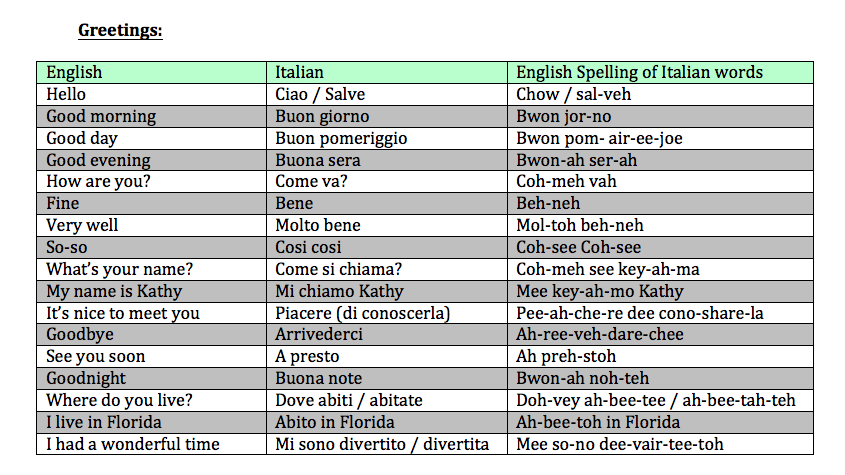 Greetings:
English Italian English Spelling of Italian words
Hello Ciao / Salve Chow / sal-veh
Good morning Buon giorno Bwon jor-no
Good day Buon pomeriggio Bwon pom- air-ee-joe
Good evening Buona sera Bwon-ah ser-ah
How are you? Come va? Coh-meh vah
Fine Bene Beh-neh
Very well Molto bene Mol-toh beh-neh
So-so Cosi cosi Coh-see Coh-see
What’s your name? Come si chiama? Coh-meh see key-ah-ma
My name is Kathy Mi chiamo Kathy Mee key-ah-mo Kathy
It’s nice to meet you Piacere (di conoscerla) Pee-ah-che-re dee cono-share-la
Goodbye Arrivederci Ah-ree-veh-dare-chee
See you soon A presto Ah preh-stoh
Goodnight Buona note Bwon-ah noh-teh
Where do you live? Dove abiti / abitate Doh-vey ah-bee-tee / ah-bee-tah-teh
I live in Florida Abito in Florida Ah-bee-toh in Florida
I had a wonderful time Mi sono divertito / divertita Mee so-no dee-vair-tee-toh